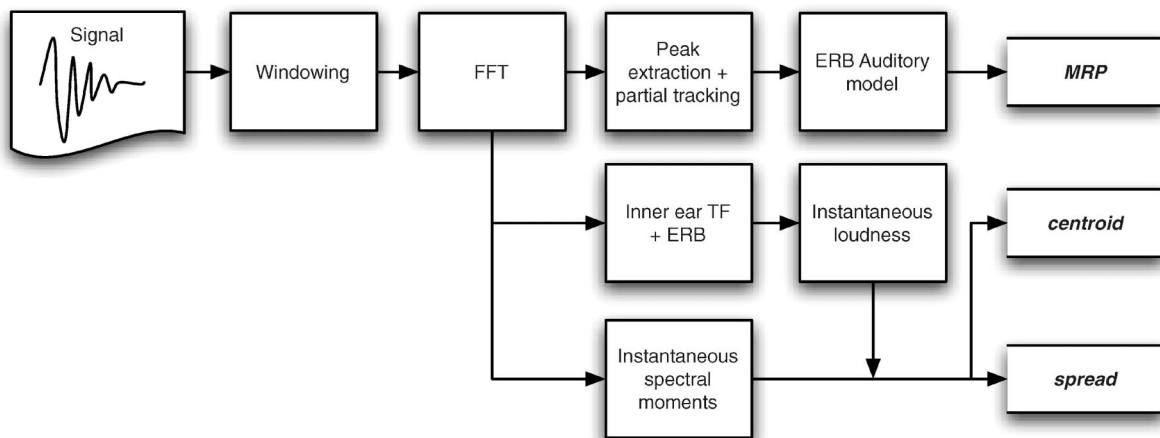 Signal
Windowing
FFT
Peak
extraction +
partial tracking
ERB Auditory
model
MRP
Inner ear TF
+ ERB
Instantaneous
loudness
centroid
Instantaneous
spectral
moments
spread